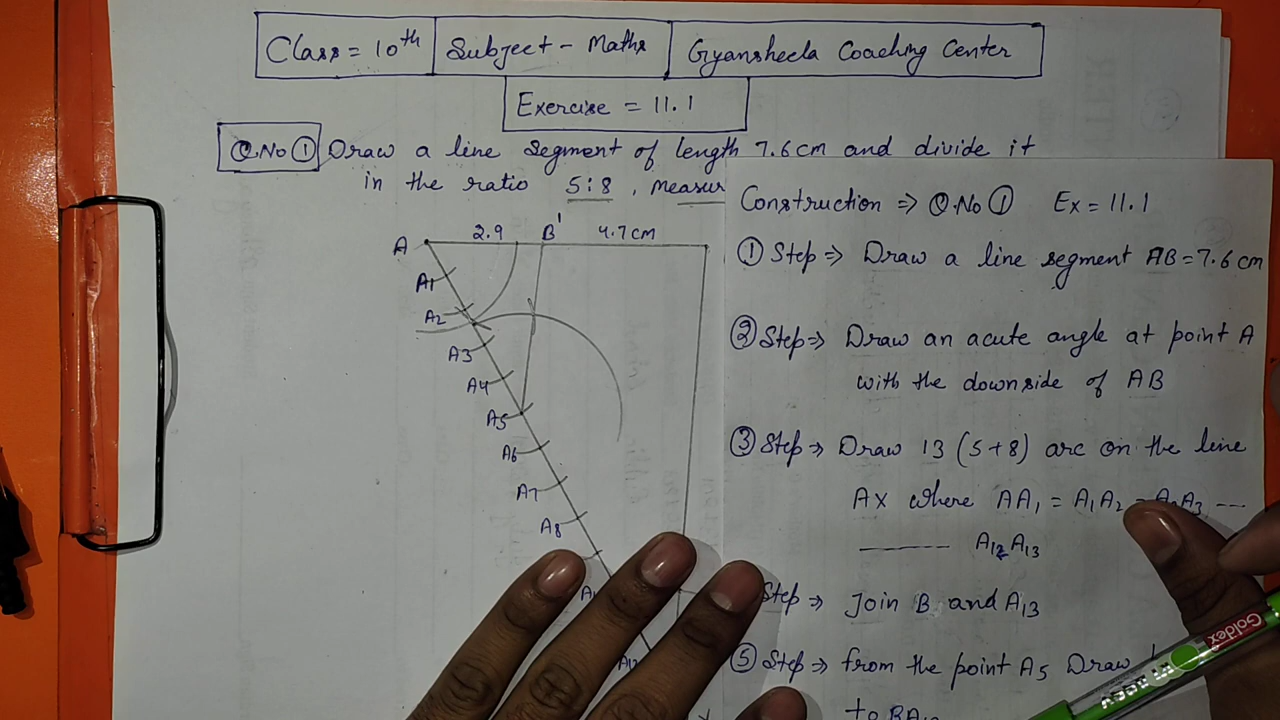 Class = 10th
Subject - Maths
Gyansheela Coaching Center
Exercise = 11.1
Q.No ① Draw a line segment of length 7.6 cm and divide it
in the ratio 5:8, measur
A
2.9
B'
4.7cm
A1
A2
A3
A4
A5
A6
A7
A8
A12
Construction ⇒ Q.No ① Ex = 11.1
① Step ⇒ Draw a line segment AB = 7.6 cm
② Step ⇒ Draw an acute angle at point A
with the downside of AB
③ Step ⇒ Draw 13 (5+8) arc on the line
AX where AA₁ = A₁A₂ = A₂A₃ ----
------- A₁₂A₁₃
Step ⇒ Join B and A₁₃
⑤ Step ⇒ from the point A5 Draw
to BA₁₃
Goldex